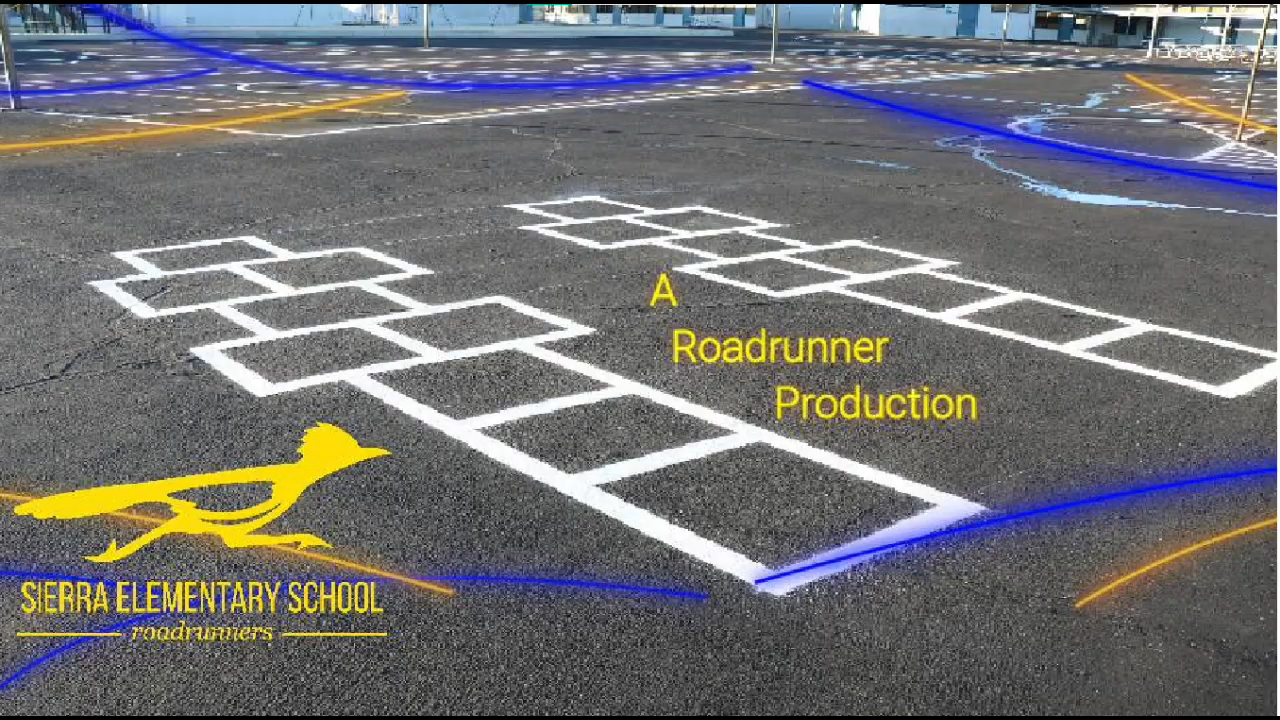 A
Roadrunner
Production
SIERRA ELEMENTARY SCHOOL
roadrunners